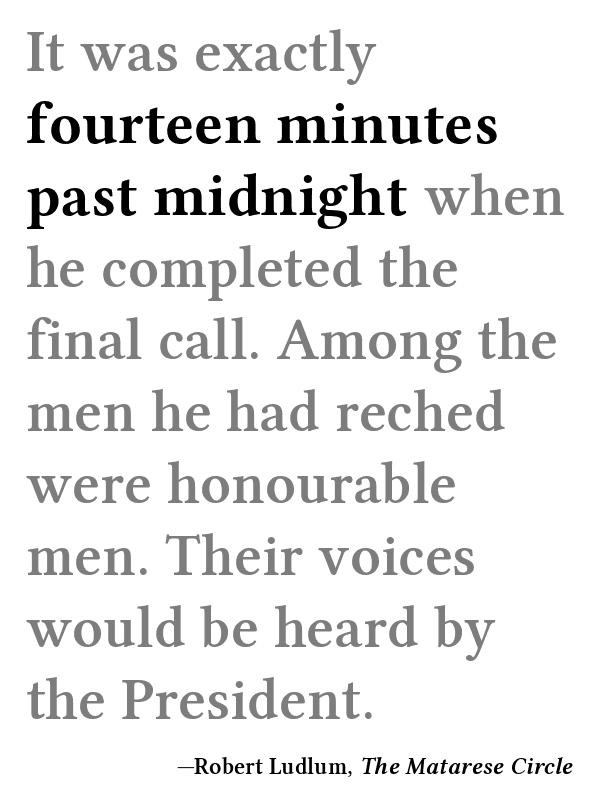 It was exactly
fourteen minutes
past midnight when
he completed the
final call. Among the
men he had reched
were honourable
men. Their voices
would be heard by
the President.
—Robert Ludlum, The Matarese Circle